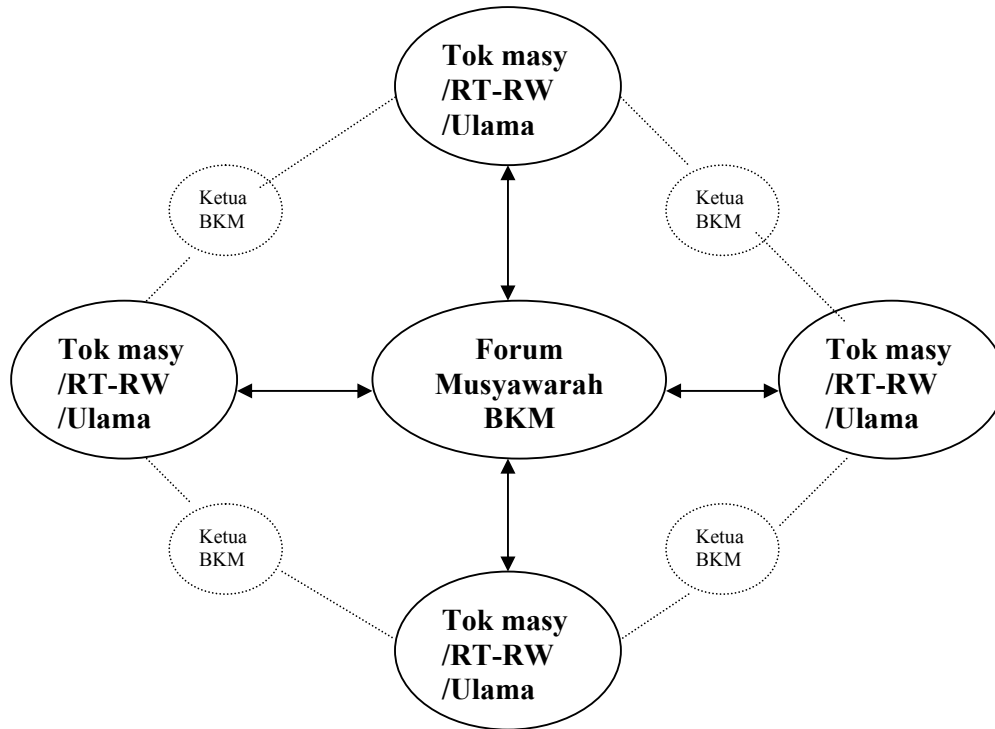 Tok masy
/RT-RW
/Ulama
Ketua
BKM
Ketua
BKM
Tok masy
/RT-RW
/Ulama
Forum
Musyawarah
BKM
Tok masy
/RT-RW
/Ulama
Ketua
BKM
Ketua
BKM
Tok masy
/RT-RW
/Ulama